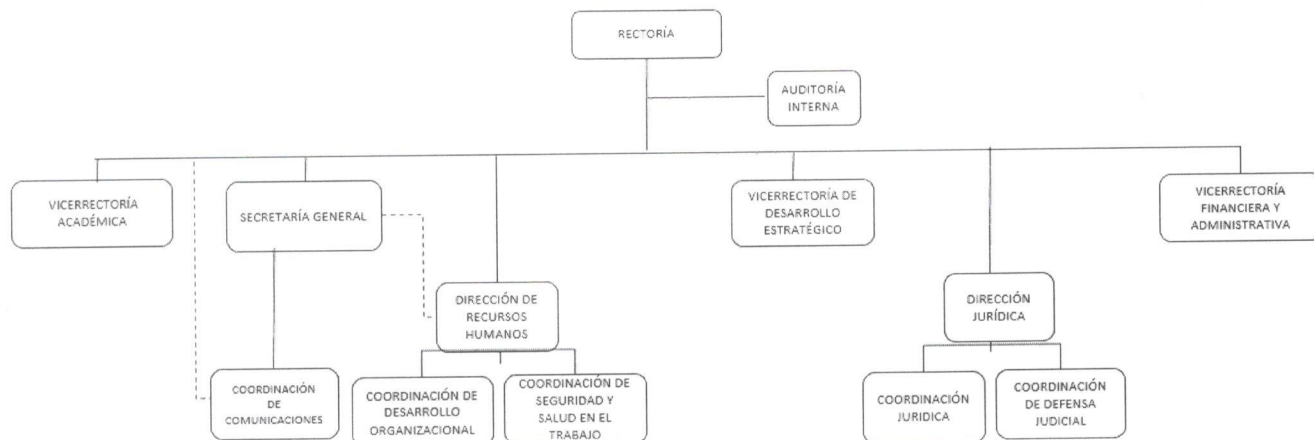 RECTORÍA
AUDITORÍA
INTERNA
VICERRECTORÍA
ACADÉMICA
SECRETARÍA GENERAL
VICERRECTORÍA DE
DESARROLLO
ESTRATÉGICO
VICERRECTORÍA
FINANCIERA Y
ADMINISTRATIVA
DIRECCIÓN DE
RECURSOS
HUMANOS
DIRECCIÓN
JURÍDICA
COORDINACIÓN
DE
COMUNICACIONES
COORDINACIÓN DE
DESARROLLO
ORGANIZACIONAL
COORDINACIÓN DE
SEGURIDAD Y
SALUD EN EL
TRABAJO
COORDINACIÓN
JURIDICA
COORDINACIÓN
DE DEFENSA
JUDICIAL